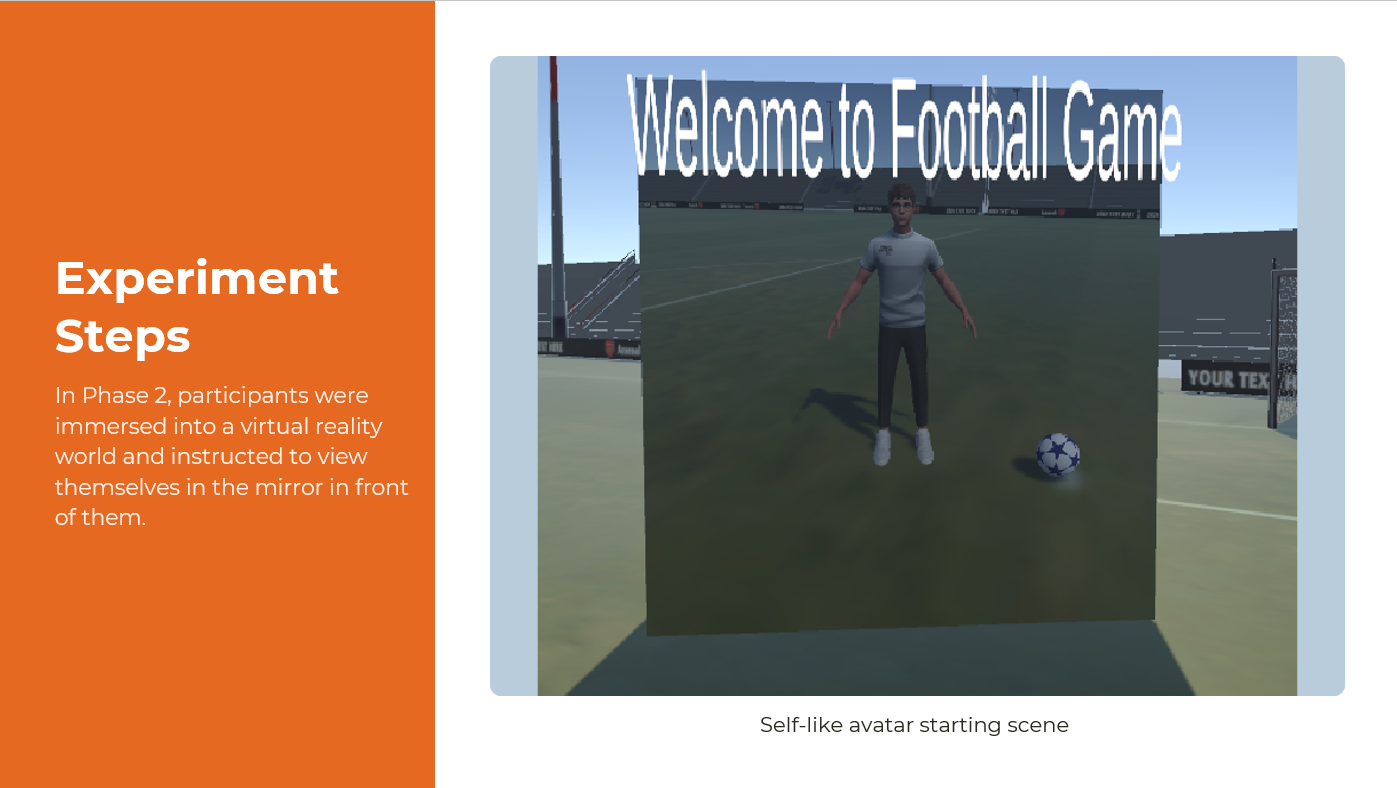 Experiment
Steps
In Phase 2, participants were
immersed into a virtual reality
world and instructed to view
themselves in the mirror in front
of them.
Welcome to Football Game
Arsenal
YOUR TEX
Self-like avatar starting scene